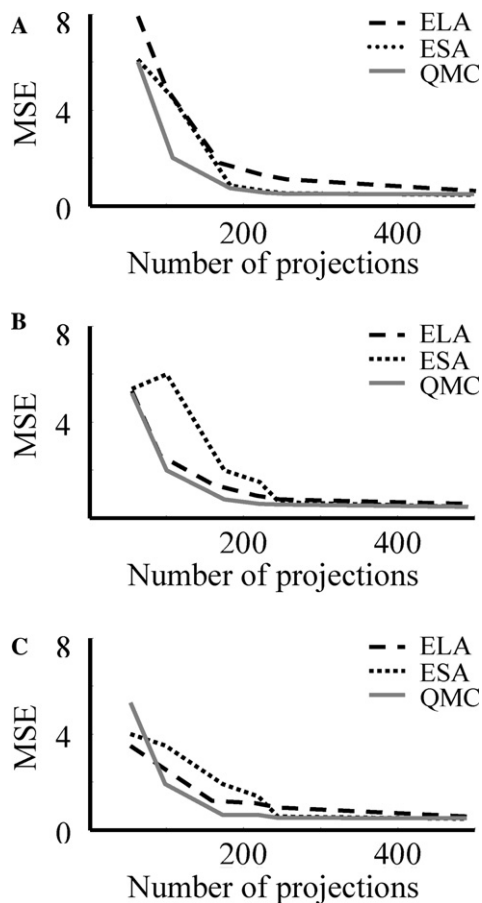 A
8
ELA
ESA
QMC
MSE
4
0
200 400
Number of projections
B
8
ELA
ESA
QMC
MSE
4
200 400
Number of projections
C
8
ELA
ESA
QMC
MSE
4
0
200 400
Number of projections